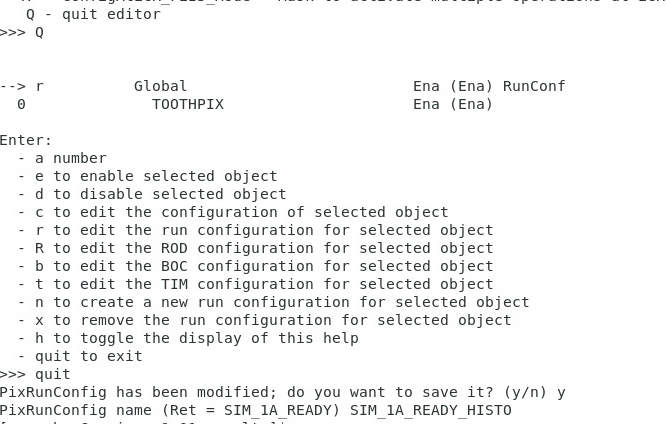 Q - quit editor
>>> Q
--> r Global Ena (Ena) RunConf
0 TOOTHPIX Ena (Ena)
Enter:
- a number
- e to enable selected object
- d to disable selected object
- c to edit the configuration of selected object
- r to edit the run configuration for selected object
- R to edit the ROD configuration for selected object
- b to edit the BOC configuration for selected object
- t to edit the TIM configuration for selected object
- n to create a new run configuration for selected object
- x to remove the run configuration for selected object
- h to toggle the display of this help
- quit to exit
>>> quit
PixRunConfig has been modified; do you want to save it? (y/n) y
PixRunConfig name (Ret = SIM_1A_READY) SIM_1A_READY_HISTO